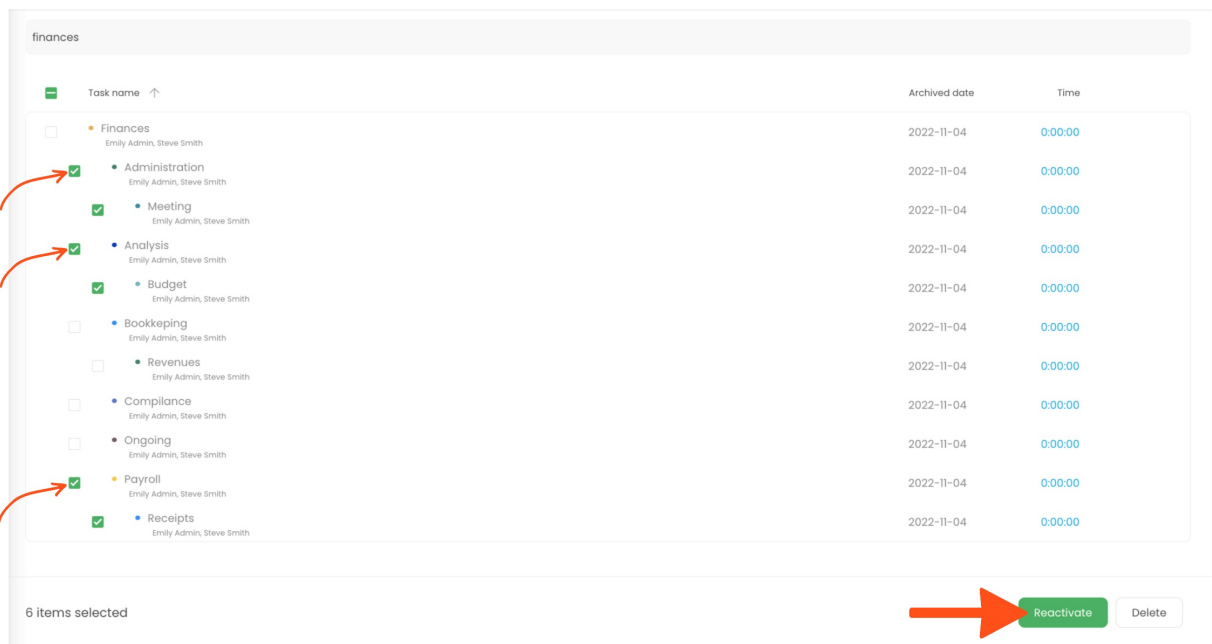 finances
Task name Archived date Time
Finances 2022-11-04 0:00:00
Emily Admin, Steve Smith
Administration 2022-11-04 0:00:00
Emily Admin, Steve Smith
Meeting 2022-11-04 0:00:00
Emily Admin, Steve Smith
Analysis 2022-11-04 0:00:00
Emily Admin, Steve Smith
Budget 2022-11-04 0:00:00
Emily Admin, Steve Smith
Bookkeping 2022-11-04 0:00:00
Emily Admin, Steve Smith
Revenues 2022-11-04 0:00:00
Emily Admin, Steve Smith
Compilance 2022-11-04 0:00:00
Emily Admin, Steve Smith
Ongoing 2022-11-04 0:00:00
Emily Admin, Steve Smith
Payroll 2022-11-04 0:00:00
Emily Admin, Steve Smith
Receipts 2022-11-04 0:00:00
Emily Admin, Steve Smith
6 items selected Reactivate Delete